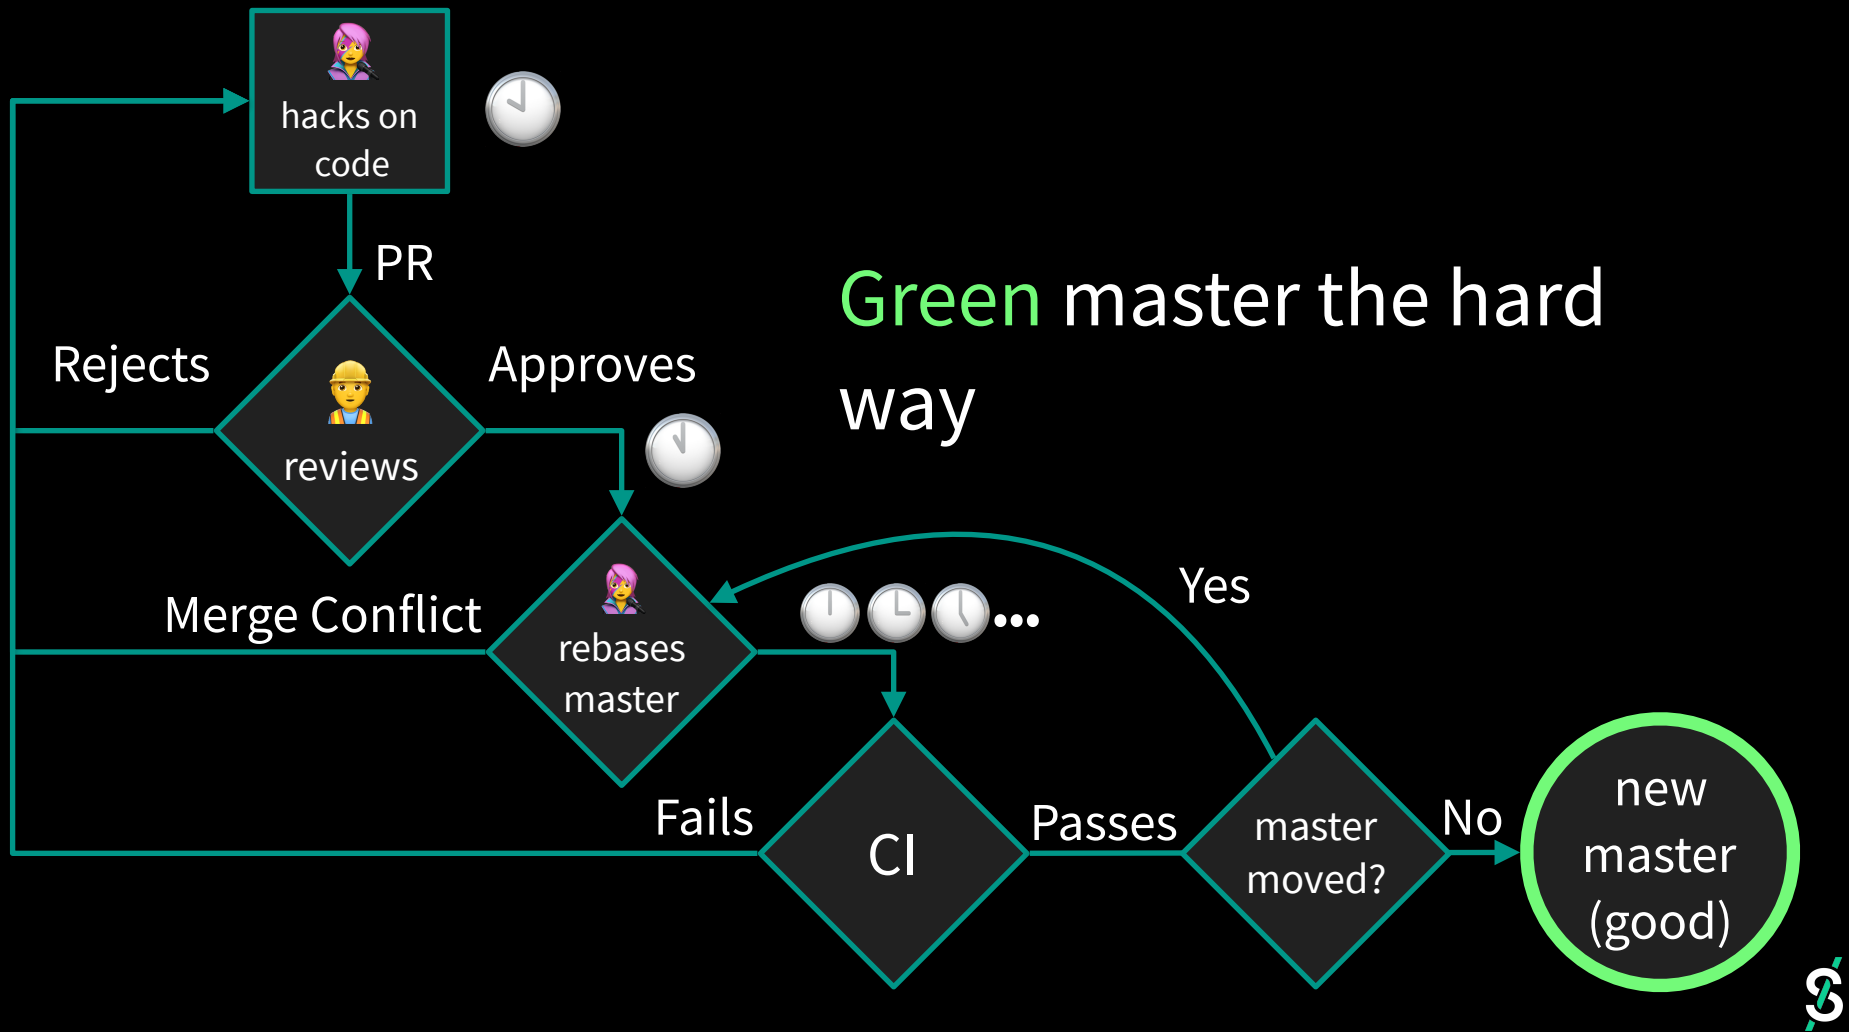 hacks on
code
PR
Green master the hard
way
Rejects
Approves
reviews
Yes
Merge Conflict
...
rebases
master
Fails
CI
Passes
master
moved?
No
new
master
(good)
S